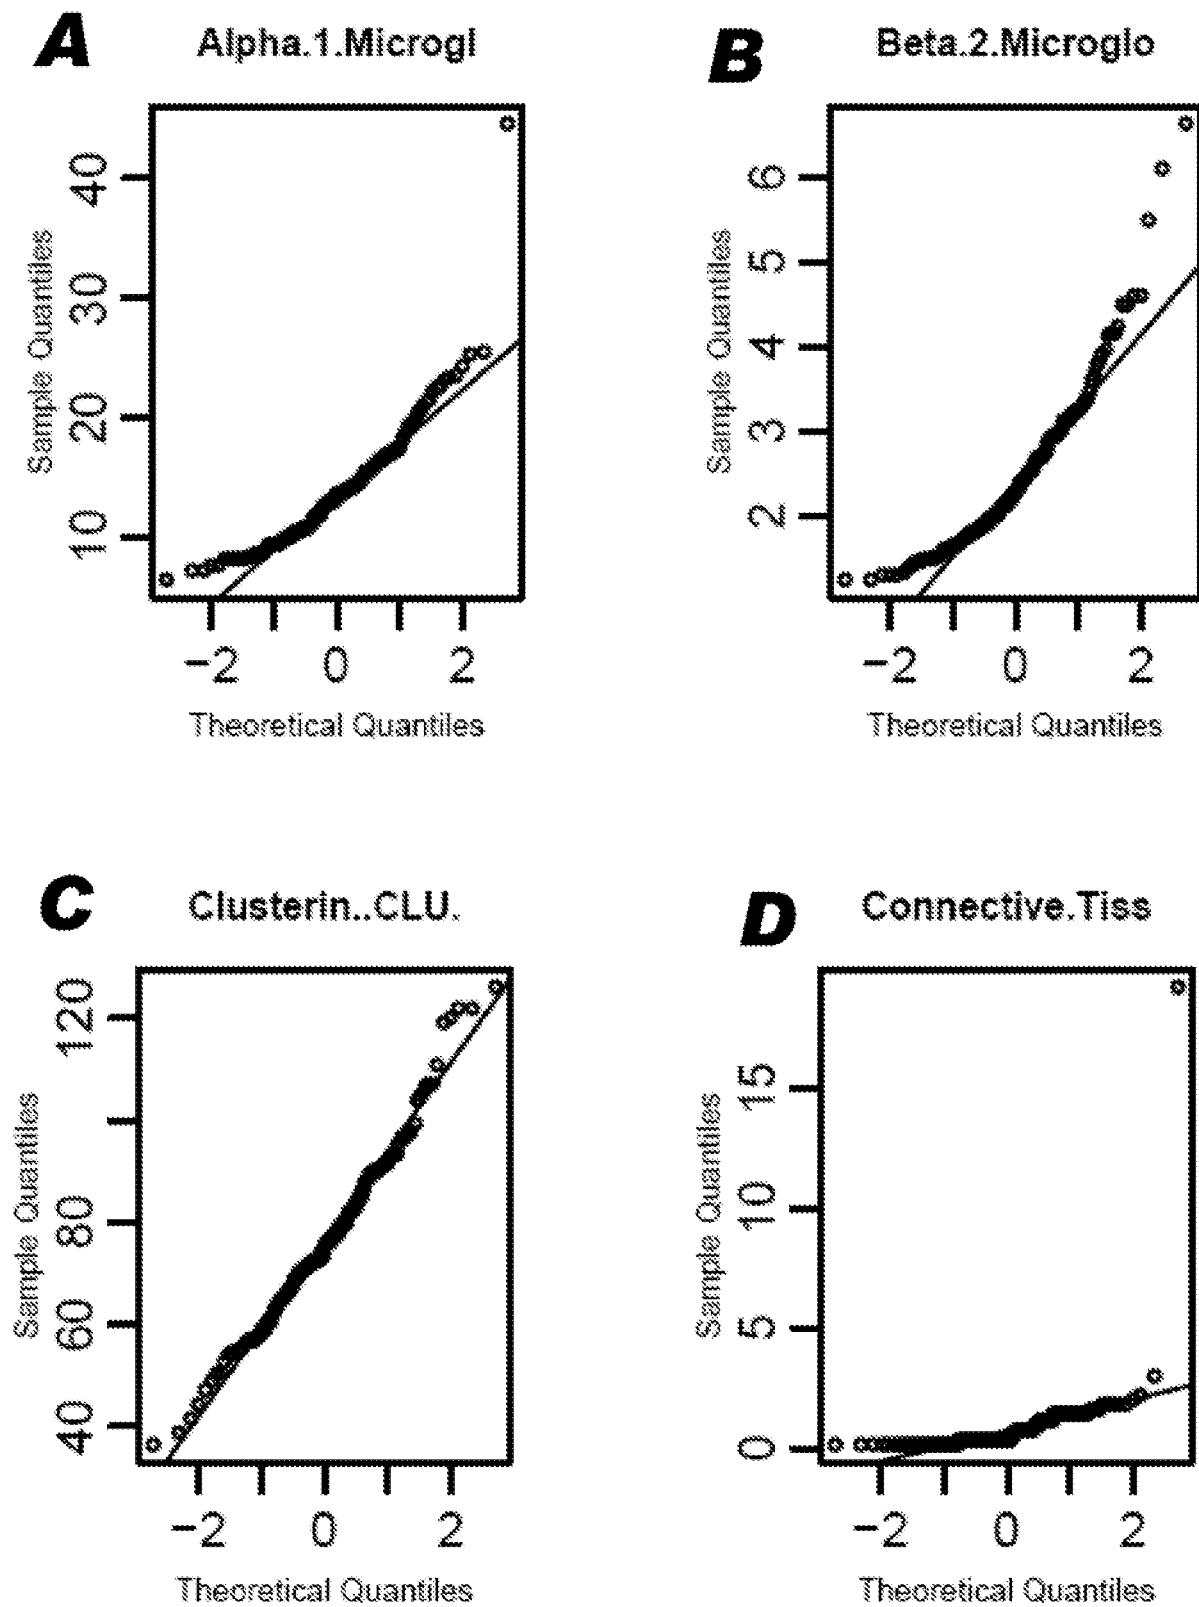 A Alpha.1.Microgl
Sample Quantiles
40
30
20
10
−2 0 2
Theoretical Quantiles
B Beta.2.Microglo
Sample Quantiles
6
5
4
3
2
−2 0 2
Theoretical Quantiles
C Clusterin..CLU.
Sample Quantiles
120
80
60
40
−2 0 2
Theoretical Quantiles
D Connective.Tiss
Sample Quantiles
15
10
5
0
−2 0 2
Theoretical Quantiles